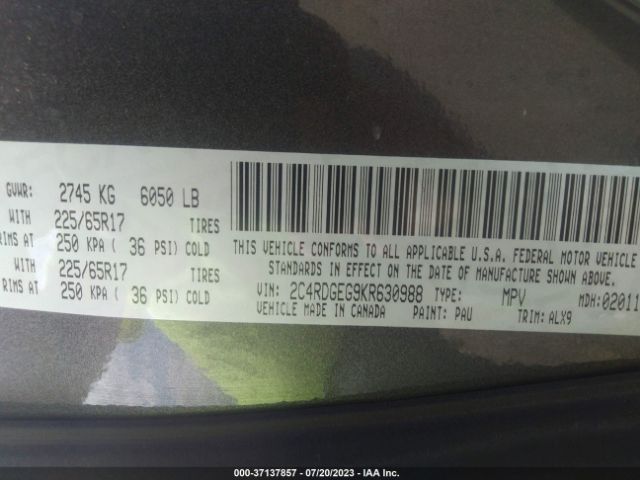 GVWR: 2745 KG 6050 LB
WITH 225/65R17 TIRES
RIMS AT 250 KPA ( 36 PSI) COLD
WITH 225/65R17 TIRES
RIMS AT 250 KPA ( 36 PSI) COLD
THIS VEHICLE CONFORMS TO ALL APPLICABLE U.S.A. FEDERAL MOTOR VEHICLE
STANDARDS IN EFFECT ON THE DATE OF MANUFACTURE SHOWN ABOVE.
VIN: 2C4RDGEG9KR630988 TYPE: MPV MDH:02011
VEHICLE MADE IN CANADA PAINT: PAU TRIM: ALX9
000-37137857 / 07/20/2023 - IAA Inc.